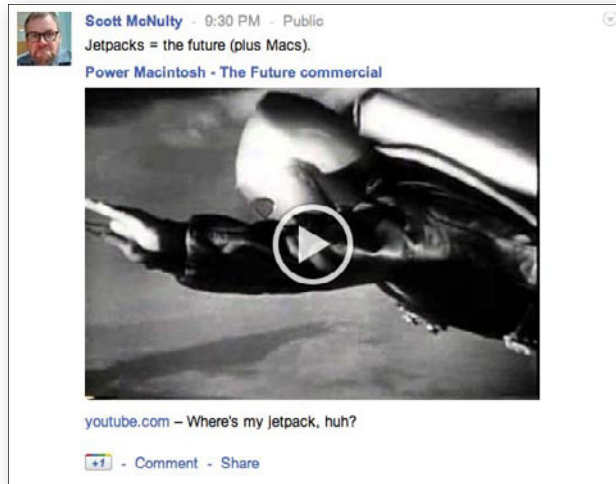 Scott McNulty - 9:30 PM - Public
Jetpacks = the future (plus Macs).
Power Macintosh - The Future commercial
youtube.com – Where's my jetpack, huh?
+1 - Comment - Share